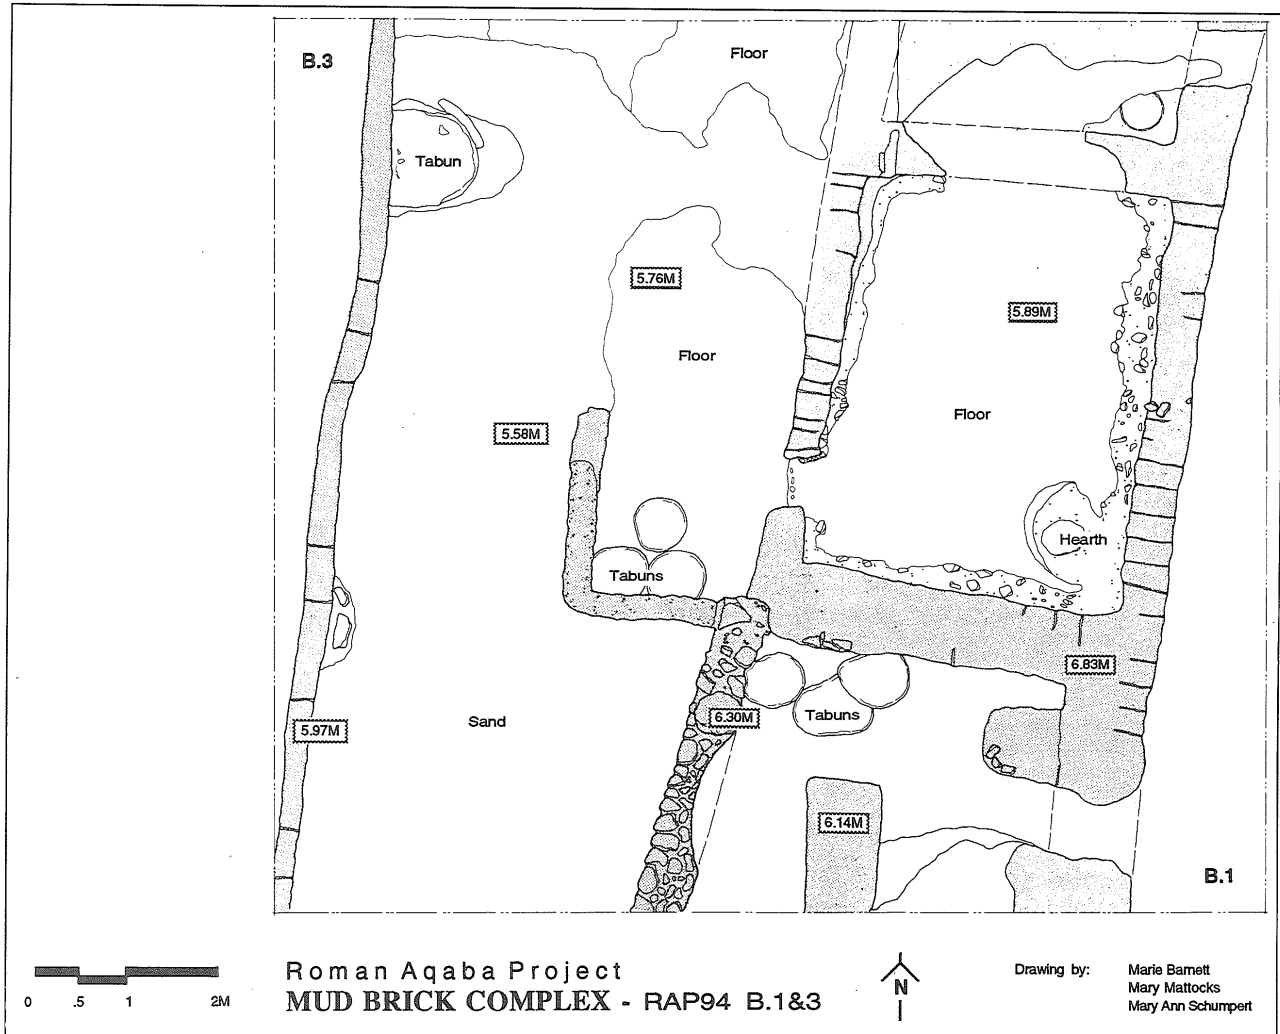 B.3
Floor
Tabun
5.76M
5.89M
Floor
Floor
5.58M
Hearth
Tabuns
6.83M
5.97M
Sand
6.30M
Tabuns
6.14M
B.1
0 .5 1 2M
Roman Aqaba Project
MUD BRICK COMPLEX - RAP94 B.1&3
N
Drawing by: Marie Barnett
Mary Mattocks
Mary Ann Schumpert